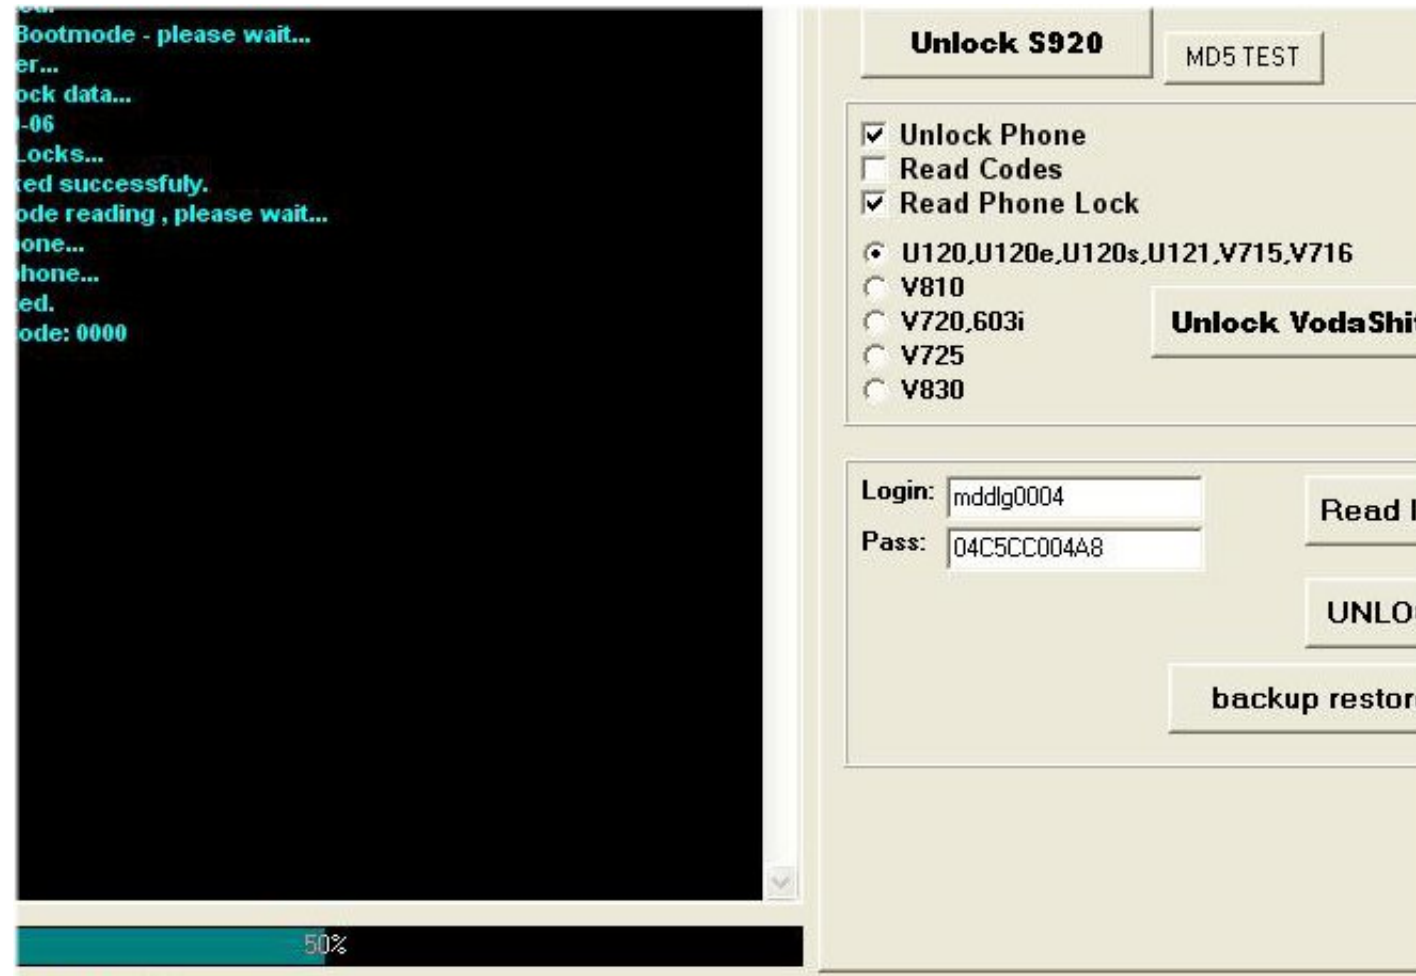 Bootmode - please wait...
er...
ock data...
-06
Locks...
ked successfuly.
ode reading , please wait...
one...
hone...
ed.
ode: 0000
50%
Unlock S920
MD5 TEST
Unlock Phone
Read Codes
Read Phone Lock
U120,U120e,U120s,U121,V715,V716
V810
V720,603i
Unlock VodaShi
V725
V830
Login: mddlg0004
Pass: 04C5CC004A8
Read
UNLO
backup restor